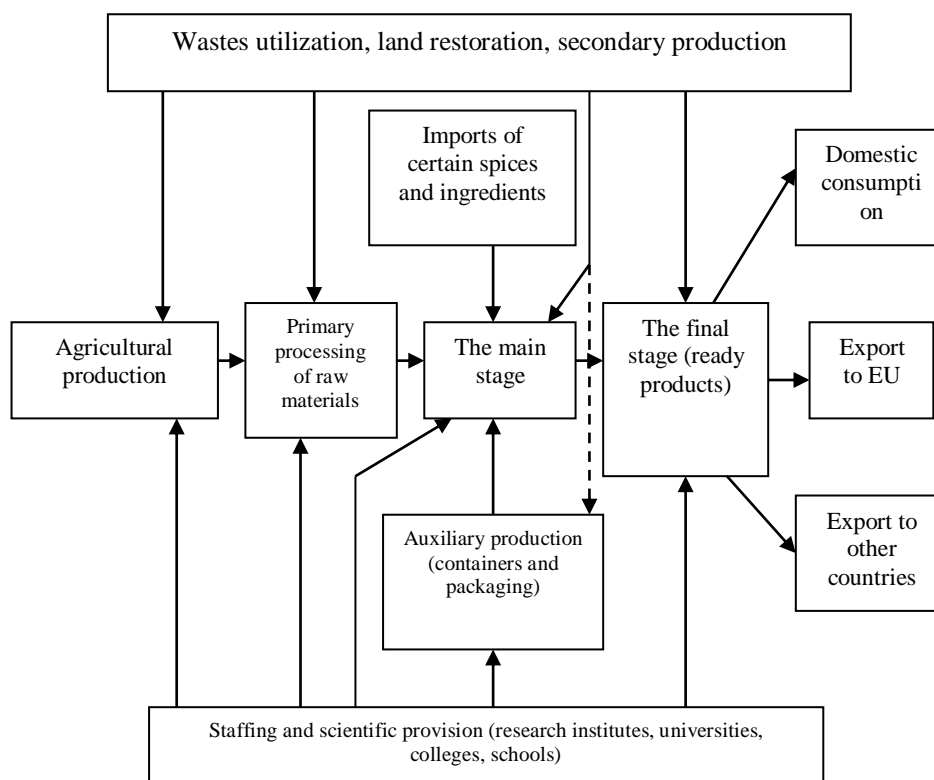 Wastes utilization, land restoration, secondary production
Imports of
certain spices
and ingredients
Domestic
consumpti
on
Agricultural
production
Primary
processing
of raw
materials
The main
stage
The final
stage (ready
products)
Export
to EU
Auxiliary production
(containers and
packaging)
Export to
other
countries
Staffing and scientific provision (research institutes, universities,
colleges, schools)